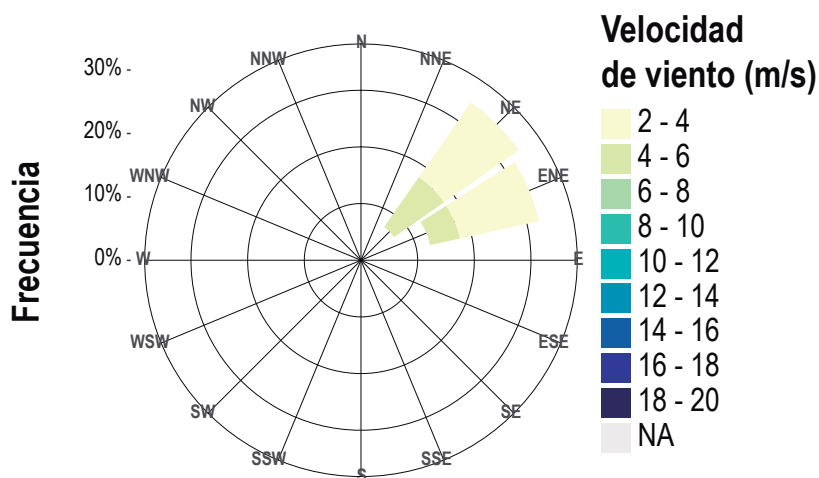 Velocidad
de viento (m/s)
2 - 4
4 - 6
6 - 8
8 - 10
10 - 12
12 - 14
14 - 16
16 - 18
18 - 20
NA
Frecuencia
30% -
20% -
10% -
0% -
N
NNE
NE
ENE
E
ESE
SE
SSE
S
SSW
SW
WSW
W
WNW
NW
NNW